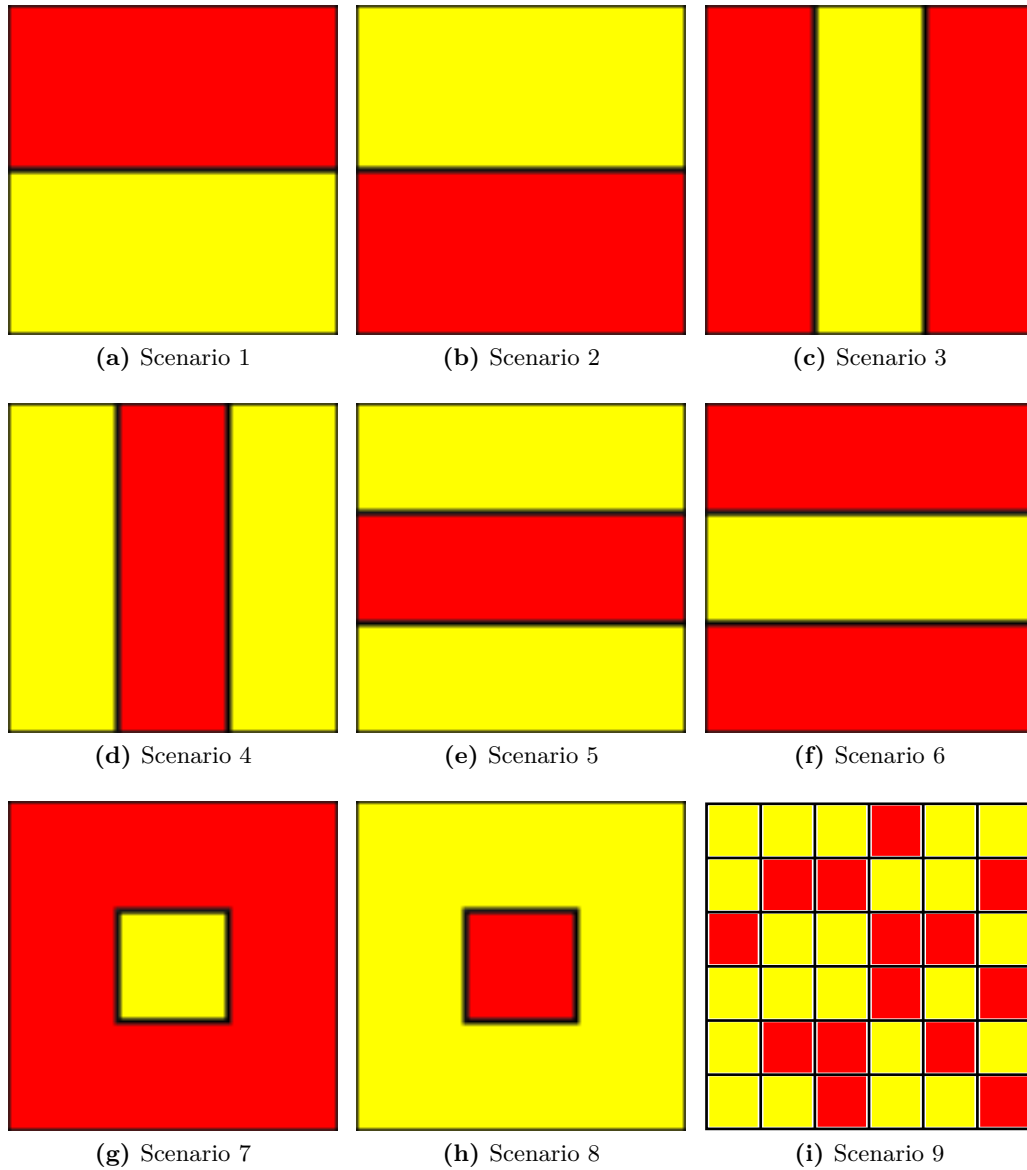 (a) Scenario 1
(b) Scenario 2
(c) Scenario 3
(d) Scenario 4
(e) Scenario 5
(f) Scenario 6
(g) Scenario 7
(h) Scenario 8
(i) Scenario 9